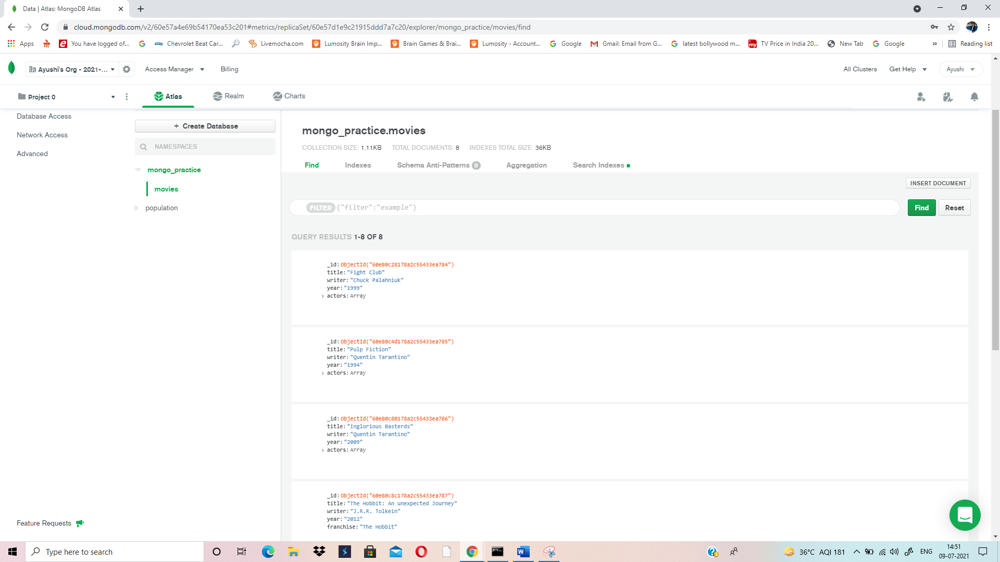 Data | Atlas: MongoDB Atlas
cloud.mongodb.com/v2/60e57a4e69b54170ea53c201#metrics/replicaSet/60e57d1e9c21915ddd7a7c20/explorer/mongo_practice/movies/find
Apps You have logged of... Chevrolet Beat Car... Livemocha.com Lumosity Brain Imp... Brain Games & Brai... Lumosity - Account... Google Gmail: Email from G... latest bollywood m... my TV Price in India 20... New Tab Google » Reading list
Ayushi's Org - 2021-... Access Manager Billing All Clusters Get Help Ayushi
Project 0 Atlas Realm Charts
Database Access
Network Access
Advanced
Feature Requests
+ Create Database
NAMESPACES
mongo_practice
movies
population
mongo_practice.movies
COLLECTION SIZE: 1.11KB TOTAL DOCUMENTS: 8 INDEXES TOTAL SIZE: 36KB
Find Indexes Schema Anti-Patterns 0 Aggregation Search Indexes
INSERT DOCUMENT
FILTER {"filter":"example"} Find Reset
QUERY RESULTS 1-8 OF 8
_id:ObjectId("60e80c28178a2c55433ea784")
title:"Fight Club"
writer:"Chuck Palahniuk"
year:"1999"
actors:Array
_id:ObjectId("60e80c4d178a2c55433ea785")
title:"Pulp Fiction"
writer:"Quentin Tarantino"
year:"1994"
actors:Array
_id:ObjectId("60e80c80178a2c55433ea786")
title:"Inglorious Basterds"
writer:"Quentin Tarantino"
year:"2009"
actors:Array
_id:ObjectId("60e80c8c178a2c55433ea787")
title:"The Hobbit: An unexpected Journey"
writer:"J.R.R. Tolkein"
year:"2012"
franchise:"The Hobbit"
Type here to search 36°C AQI 181 ENG 14:51
09-07-2021